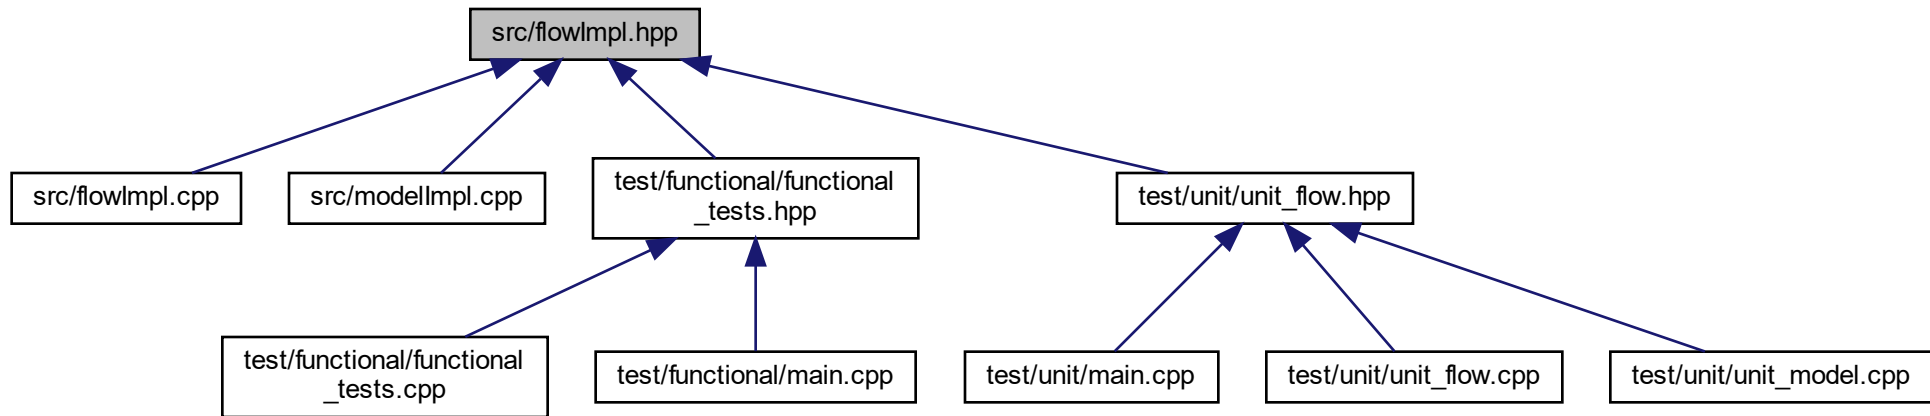 src/flowImpl.hpp
src/flowImpl.cpp
src/modelImpl.cpp
test/functional/functional
_tests.hpp
test/unit/unit_flow.hpp
test/functional/functional
_tests.cpp
test/functional/main.cpp
test/unit/main.cpp
test/unit/unit_flow.cpp
test/unit/unit_model.cpp